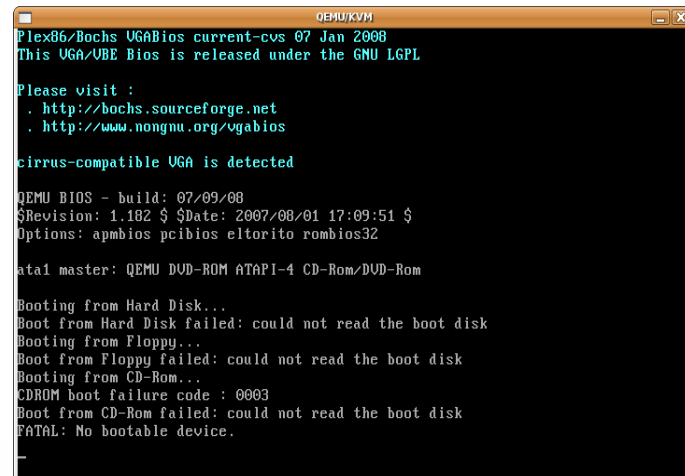 QEMU/KVM
Plex86/Bochs VGABios current-cvs 07 Jan 2008
This VGA/VBE Bios is released under the GNU LGPL
Please visit :
. http://bochs.sourceforge.net
. http://www.nongnu.org/vgabios
cirrus-compatible VGA is detected
QEMU BIOS - build: 07/09/08
$Revision: 1.182 $ $Date: 2007/08/01 17:09:51 $
Options: apmbios pcibios eltorito rombios32
ata1 master: QEMU DVD-ROM ATAPI-4 CD-Rom/DVD-Rom
Booting from Hard Disk...
Boot from Hard Disk failed: could not read the boot disk
Booting from Floppy...
Boot from Floppy failed: could not read the boot disk
Booting from CD-Rom...
CDROM boot failure code : 0003
Boot from CD-Rom failed: could not read the boot disk
FATAL: No bootable device.